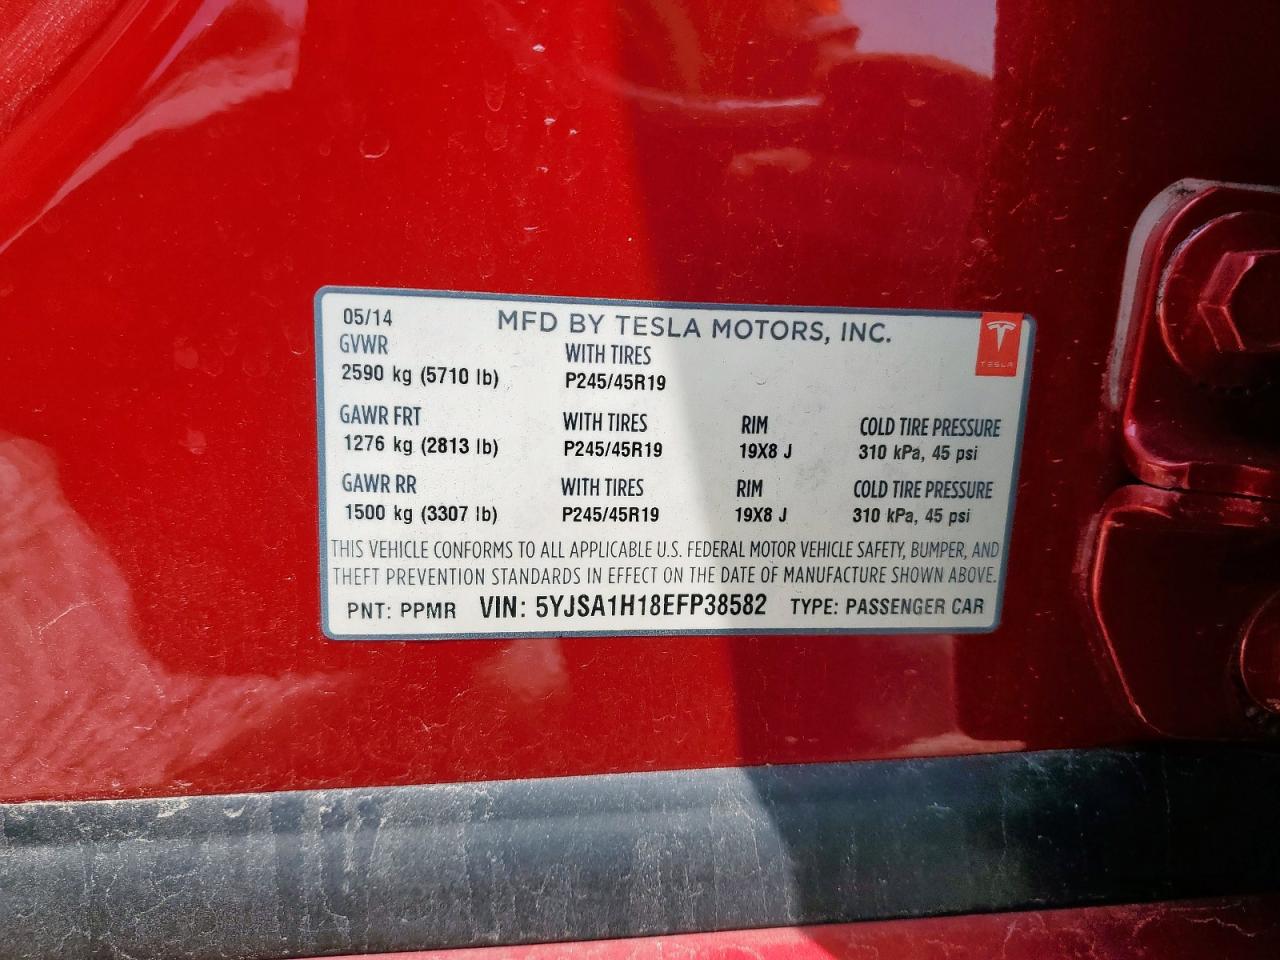 05/14 MFD BY TESLA MOTORS, INC.
TESLA
GVWR WITH TIRES
2590 kg (5710 lb) P245/45R19
GAWR FRT WITH TIRES RIM COLD TIRE PRESSURE
1276 kg (2813 lb) P245/45R19 19X8 J 310 kPa, 45 psi
GAWR RR WITH TIRES RIM COLD TIRE PRESSURE
1500 kg (3307 lb) P245/45R19 19X8 J 310 kPa, 45 psi
THIS VEHICLE CONFORMS TO ALL APPLICABLE U.S. FEDERAL MOTOR VEHICLE SAFETY, BUMPER, AND
THEFT PREVENTION STANDARDS IN EFFECT ON THE DATE OF MANUFACTURE SHOWN ABOVE.
PNT: PPMR VIN: 5YJSA1H18EFP38582 TYPE: PASSENGER CAR